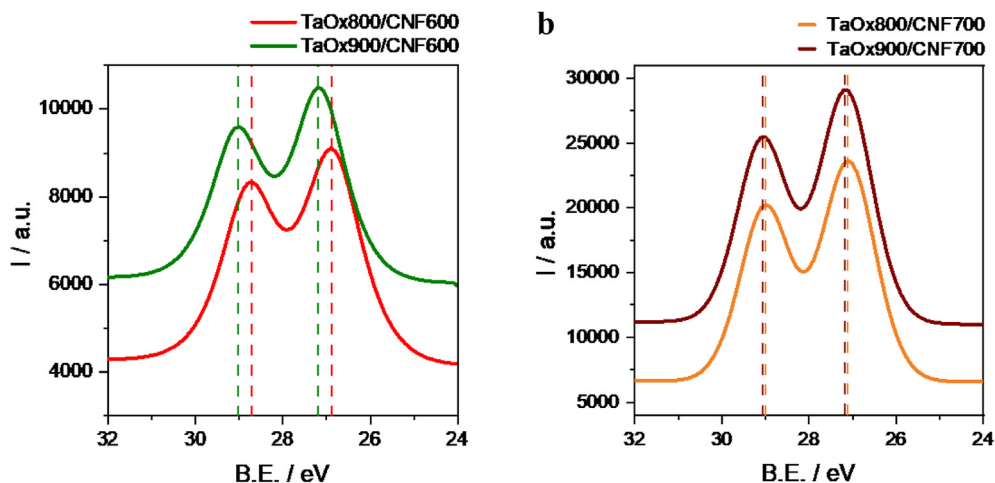 TaOx800/CNF600
TaOx900/CNF600
10000
8000
6000
4000
I / a.u.
32 30 28 26 24
B.E. / eV
b
TaOx800/CNF700
TaOx900/CNF700
30000
25000
20000
15000
10000
5000
I / a.u.
32 30 28 26 24
B.E. / eV